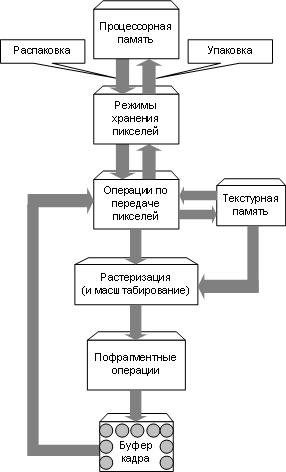 Процессорная
память
Распаковка
Упаковка
Режимы
хранения
пикселей
Операции по
передаче
пикселей
Текстурная
память
Растеризация
(и масштабирование)
Пофрагментные
операции
Буфер
кадра